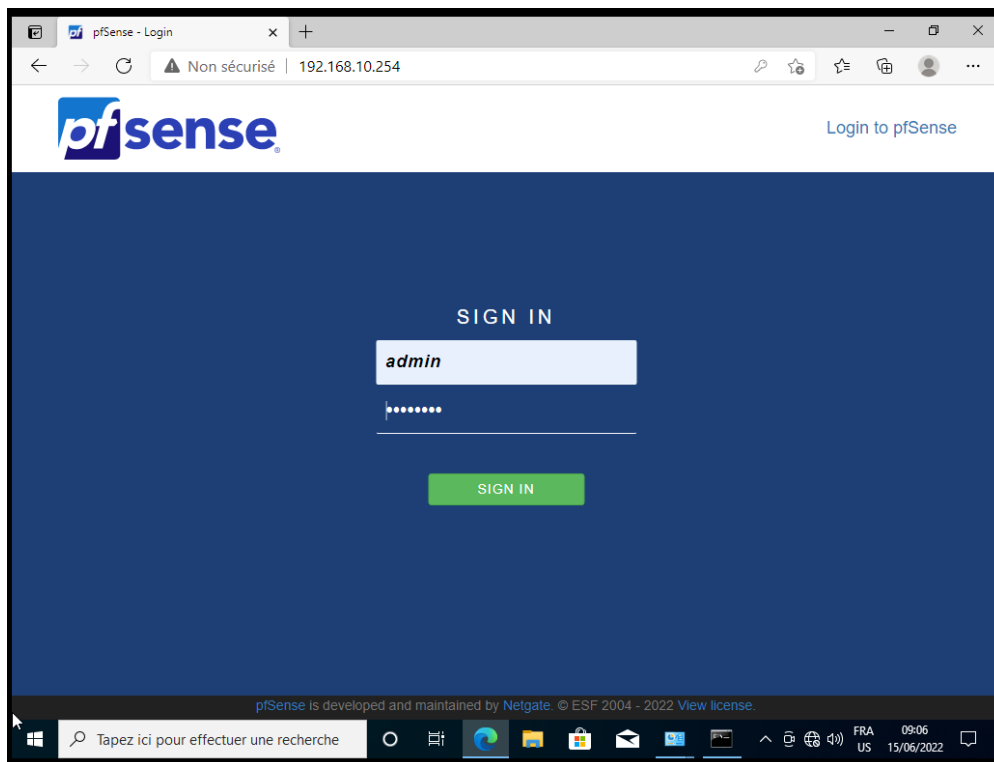 pfSense - Login
Non sécurisé | 192.168.10.254
pfsense
Login to pfSense
SIGN IN
admin
••••••••
SIGN IN
pfSense is developed and maintained by Netgate. © ESF 2004 - 2022 View license.
Tapez ici pour effectuer une recherche
FRA
US
09:06
15/06/2022